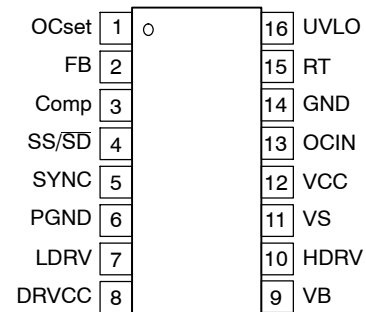 OCset 1 16 UVLO
FB 2 15 RT
Comp 3 14 GND
SS/SD 4 13 OCIN
SYNC 5 12 VCC
PGND 6 11 VS
LDRV 7 10 HDRV
DRVCC 8 9 VB